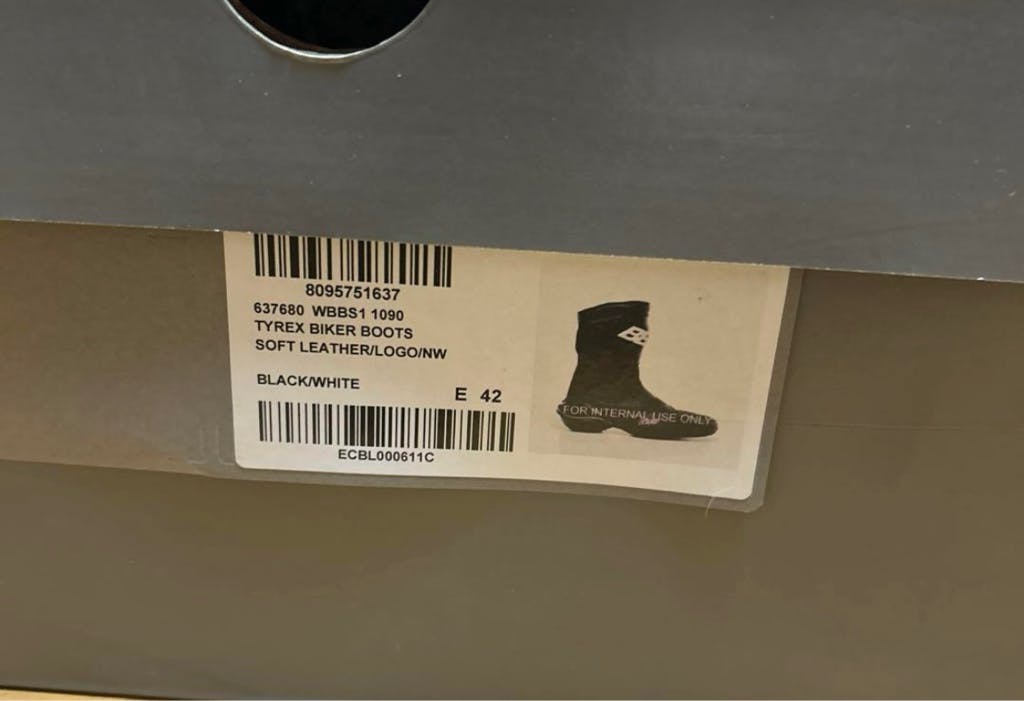 8095751637
637680 WBBS1 1090
TYREX BIKER BOOTS
SOFT LEATHER/LOGO/NW
BLACK/WHITE
E 42
ECBL000611C
FOR INTERNAL USE ONLY